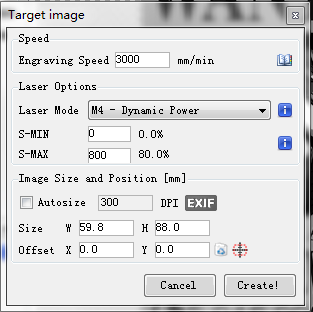 Target image
Speed
Engraving Speed 3000 mm/min
Laser Options
Laser Mode M4 - Dynamic Power
S-MIN 0 0.0%
S-MAX 800 80.0%
Image Size and Position [mm]
Autosize 300 DPI EXIF
Size W 59.8 H 88.0
Offset X 0.0 Y 0.0
Cancel Create!